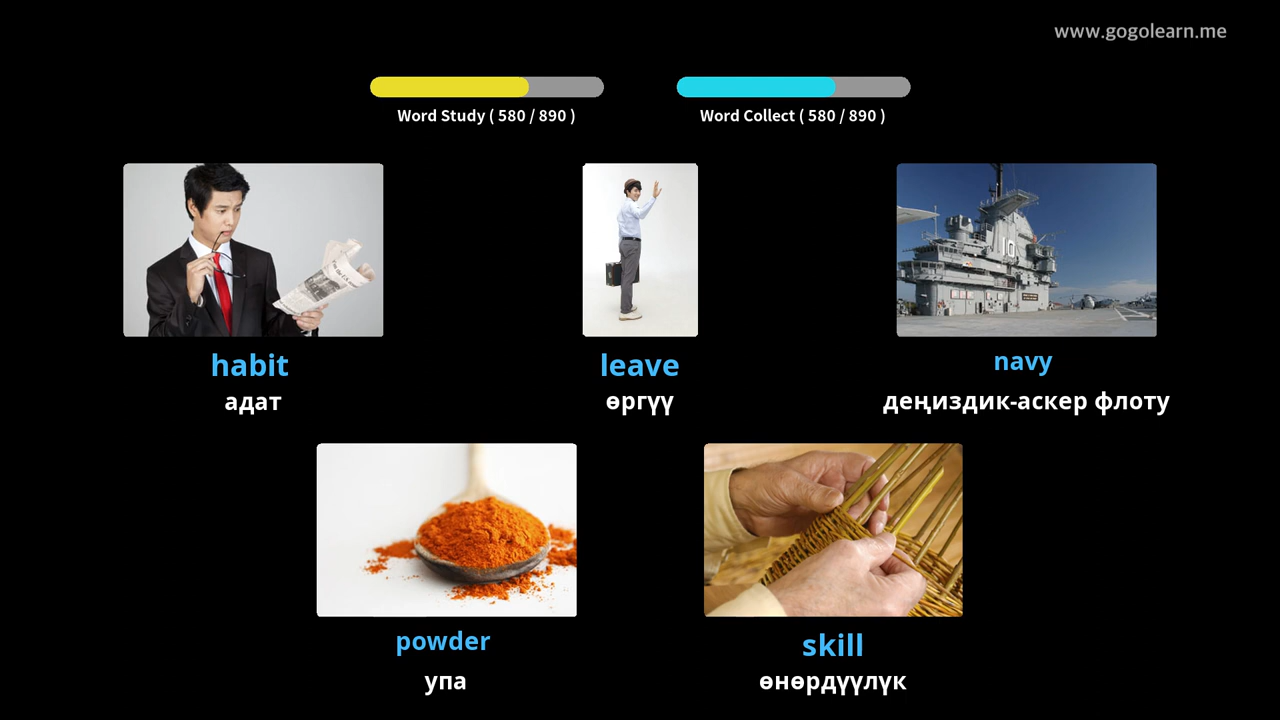 www.gogolearn.me
Word Study ( 580 / 890 )
Word Collect ( 580 / 890 )
habit
адат
leave
өргүү
navy
деңиздик-аскер флоту
10
powder
упа
skill
өнөрдүүлүк